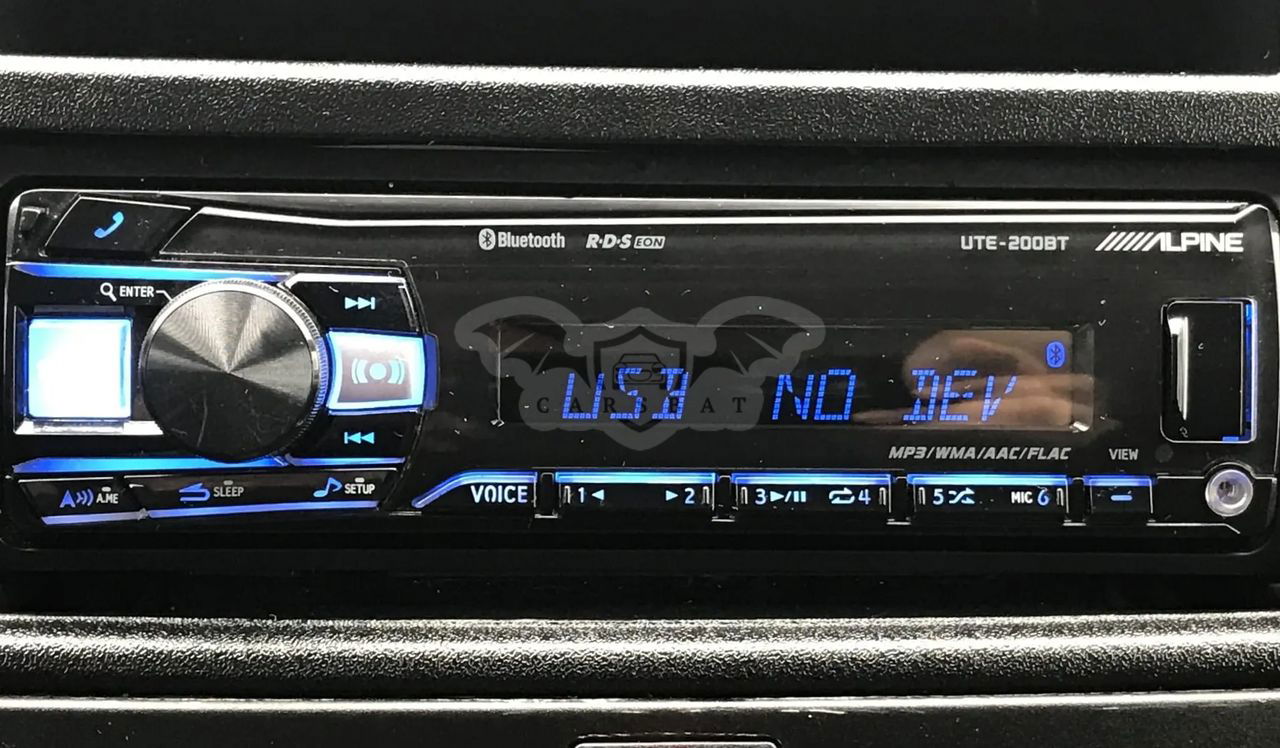 Bluetooth R·D·S EON UTE-200BT ALPINE
ENTER
USB NO DEV
CARSBAT
MP3/WMA/AAC/FLAC VIEW
A.ME SLEEP SETUP
VOICE 1 2 3 4 5 MIC 6